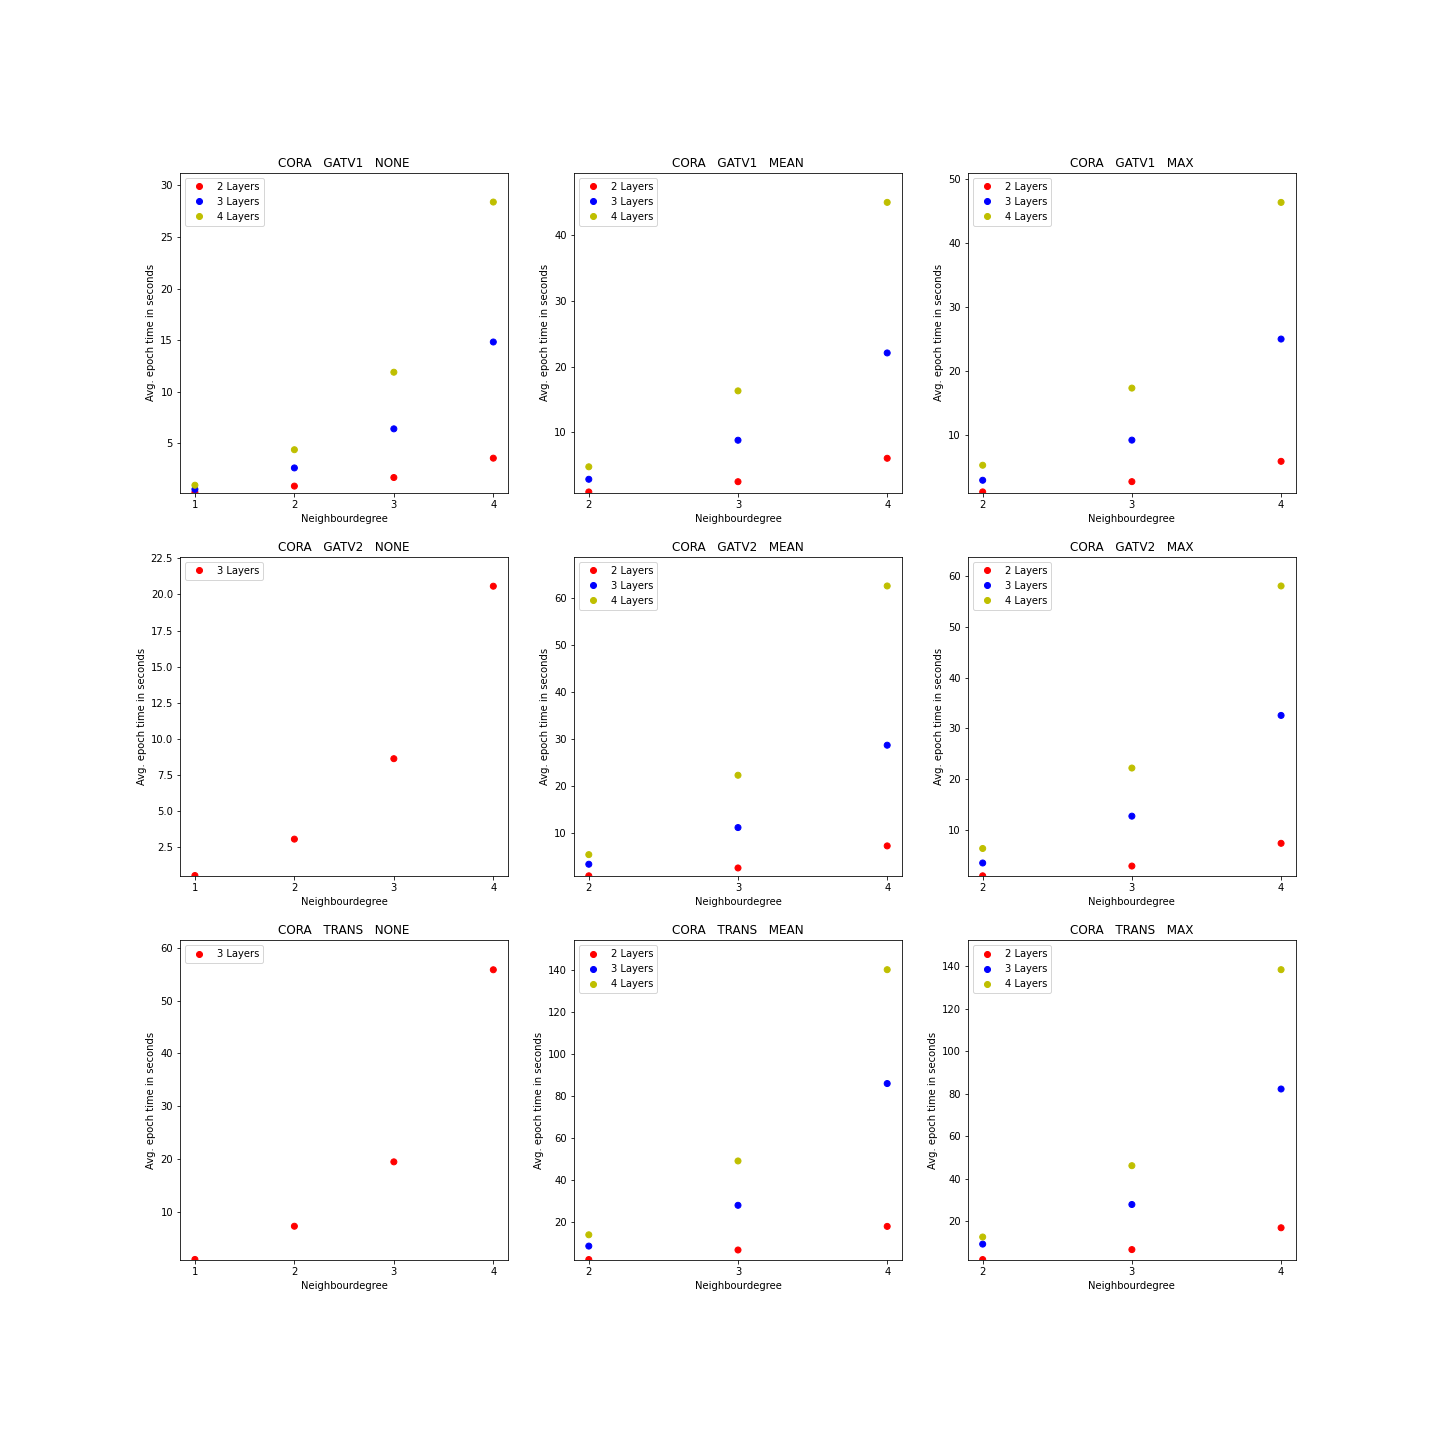 CORA GATV1 NONE
2 Layers
3 Layers
4 Layers
30
25
20
15
10
5
1 2 3 4
Avg. epoch time in seconds
Neighbourdegree
CORA GATV1 MEAN
2 Layers
3 Layers
4 Layers
40
30
20
10
2 3 4
Avg. epoch time in seconds
Neighbourdegree
CORA GATV1 MAX
2 Layers
3 Layers
4 Layers
50
40
30
20
10
2 3 4
Avg. epoch time in seconds
Neighbourdegree
CORA GATV2 NONE
3 Layers
22.5
20.0
17.5
15.0
12.5
10.0
7.5
5.0
2.5
1 2 3 4
Avg. epoch time in seconds
Neighbourdegree
CORA GATV2 MEAN
2 Layers
3 Layers
4 Layers
60
50
40
30
20
10
2 3 4
Avg. epoch time in seconds
Neighbourdegree
CORA GATV2 MAX
2 Layers
3 Layers
4 Layers
60
50
40
30
20
10
2 3 4
Avg. epoch time in seconds
Neighbourdegree
CORA TRANS NONE
3 Layers
60
50
40
30
20
10
1 2 3 4
Avg. epoch time in seconds
Neighbourdegree
CORA TRANS MEAN
2 Layers
3 Layers
4 Layers
140
120
100
80
60
40
20
2 3 4
Avg. epoch time in seconds
Neighbourdegree
CORA TRANS MAX
2 Layers
3 Layers
4 Layers
140
120
100
80
60
40
20
2 3 4
Avg. epoch time in seconds
Neighbourdegree